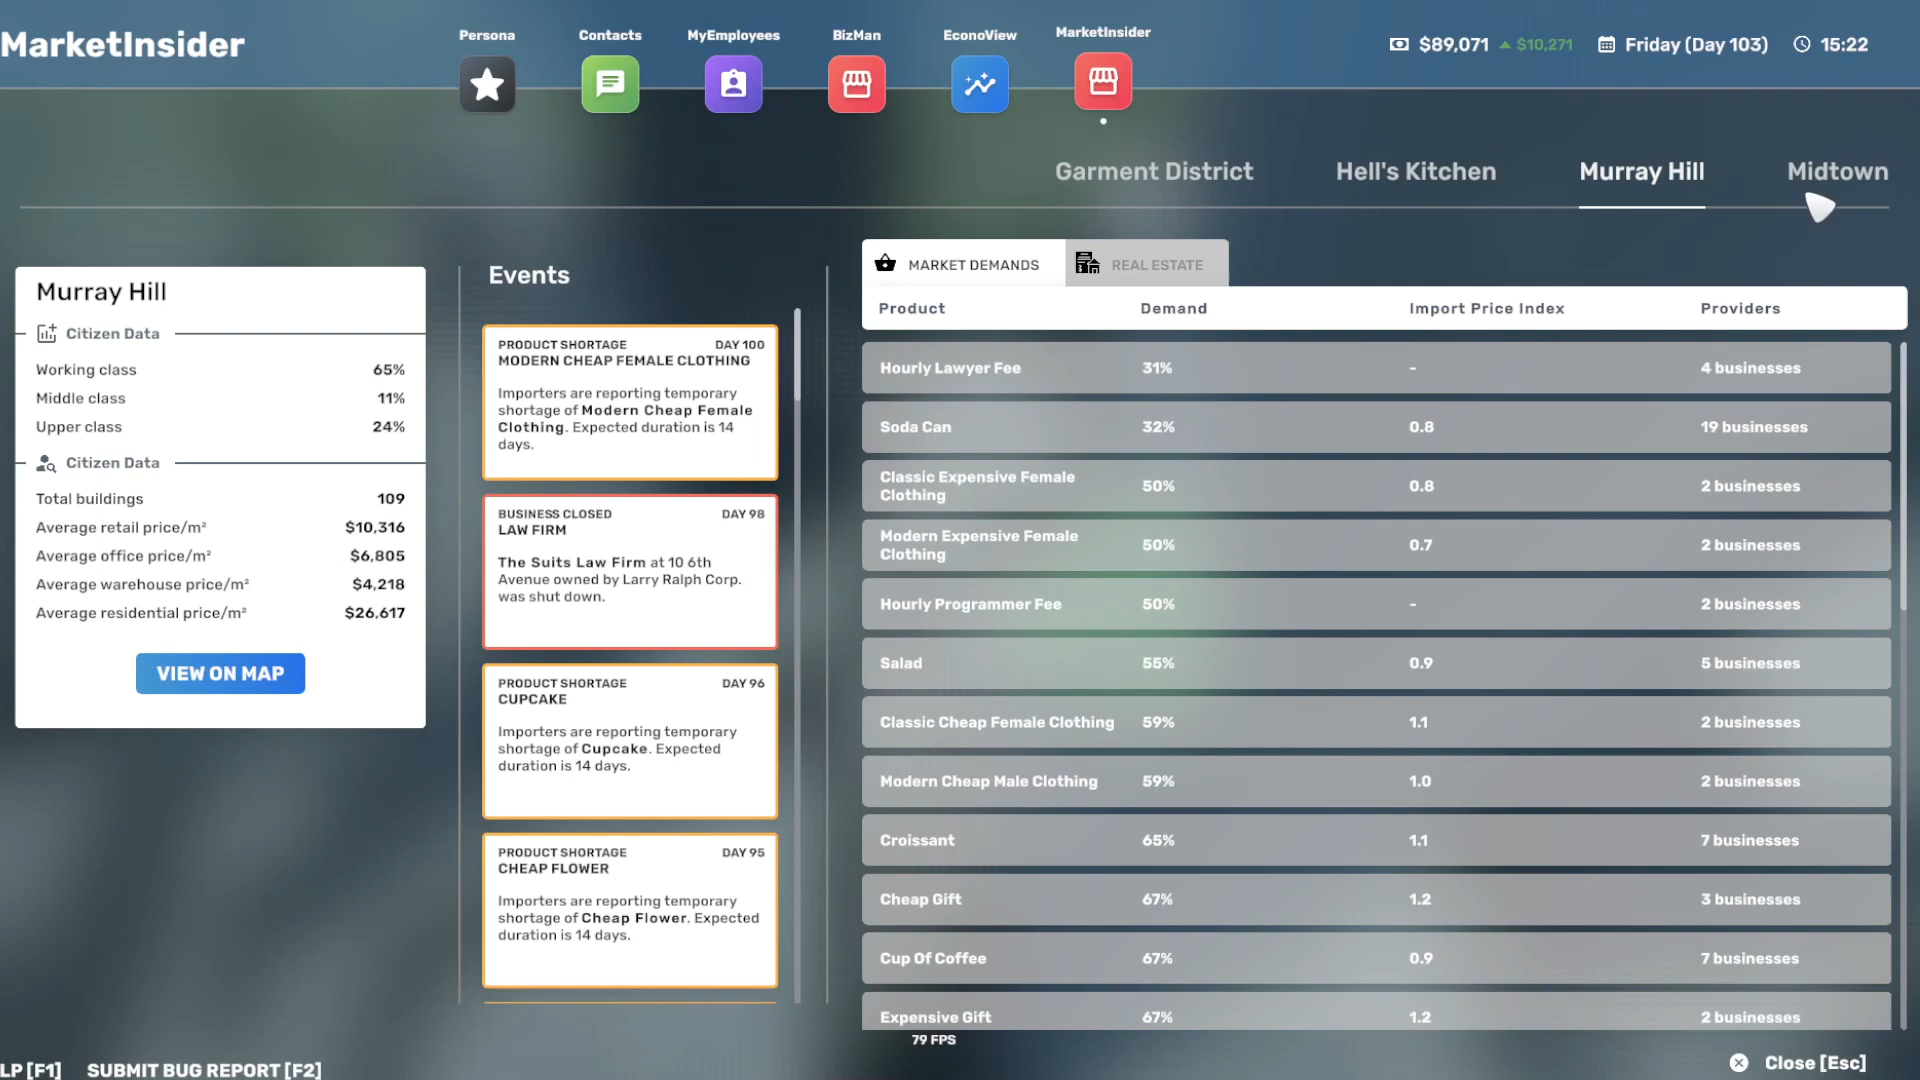 MarketInsider
Persona
Contacts
MyEmployees
BizMan
EconoView
MarketInsider
$89,071
$10,271
Friday (Day 103)
15:22
Garment District
Hell's Kitchen
Murray Hill
Midtown
Murray Hill
Citizen Data
Working class 65%
Middle class 11%
Upper class 24%
Citizen Data
Total buildings 109
Average retail price/m² $10,316
Average office price/m² $6,805
Average warehouse price/m² $4,218
Average residential price/m² $26,617
VIEW ON MAP
Events
PRODUCT SHORTAGE DAY 100
MODERN CHEAP FEMALE CLOTHING
Importers are reporting temporary
shortage of Modern Cheap Female
Clothing. Expected duration is 14
days.
BUSINESS CLOSED DAY 98
LAW FIRM
The Suits Law Firm at 10 6th
Avenue owned by Larry Ralph Corp.
was shut down.
PRODUCT SHORTAGE DAY 96
CUPCAKE
Importers are reporting temporary
shortage of Cupcake. Expected
duration is 14 days.
PRODUCT SHORTAGE DAY 95
CHEAP FLOWER
Importers are reporting temporary
shortage of Cheap Flower. Expected
duration is 14 days.
MARKET DEMANDS
REAL ESTATE
Product Demand Import Price Index Providers
Hourly Lawyer Fee 31% - 4 businesses
Soda Can 32% 0.8 19 businesses
Classic Expensive Female
Clothing 50% 0.8 2 businesses
Modern Expensive Female
Clothing 50% 0.7 2 businesses
Hourly Programmer Fee 50% - 2 businesses
Salad 55% 0.9 5 businesses
Classic Cheap Female Clothing 59% 1.1 2 businesses
Modern Cheap Male Clothing 59% 1.0 2 businesses
Croissant 65% 1.1 7 businesses
Cheap Gift 67% 1.2 3 businesses
Cup Of Coffee 67% 0.9 7 businesses
Expensive Gift 67% 1.2 2 businesses
79 FPS
LP [F1]
SUBMIT BUG REPORT [F2]
Close [Esc]